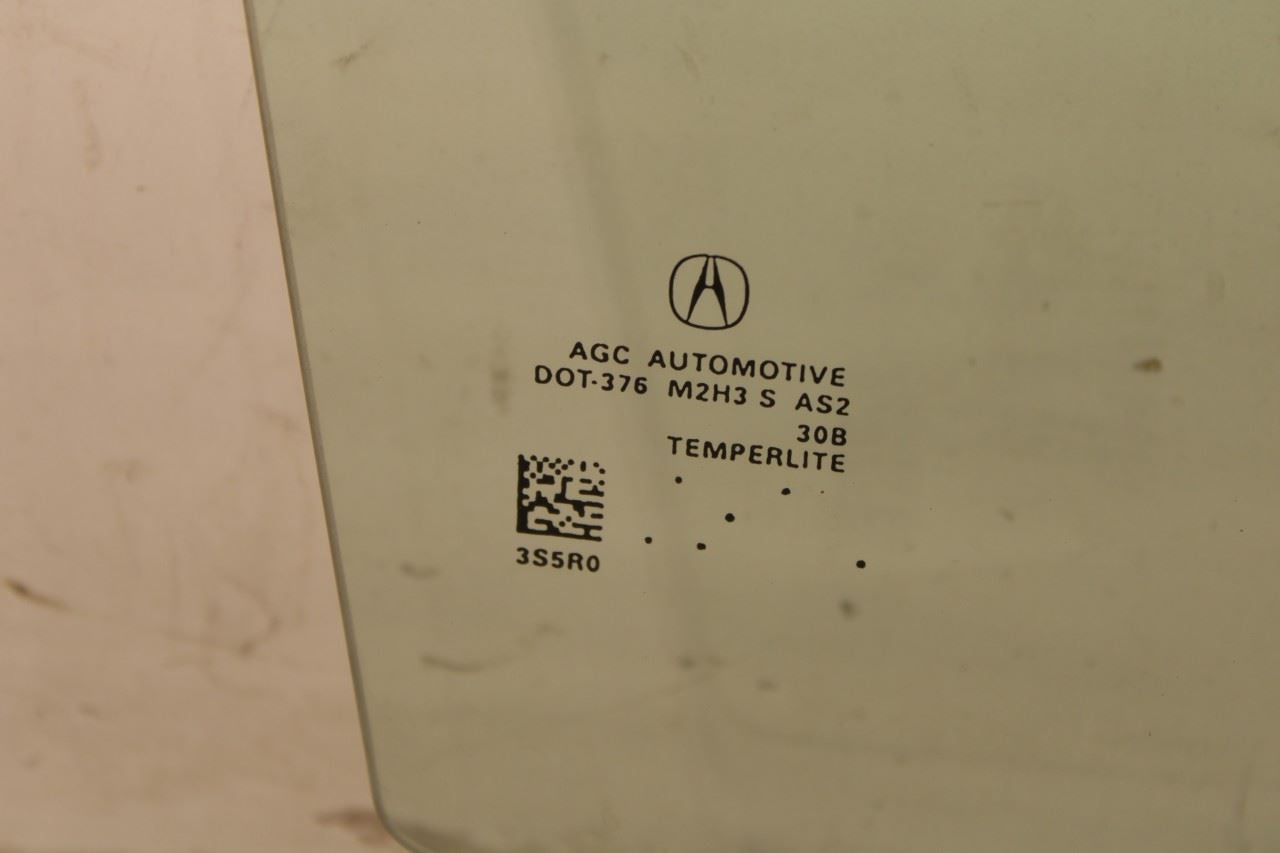 AGC AUTOMOTIVE
DOT-376 M2H3 S AS2
30B
TEMPERLITE
3S5R0